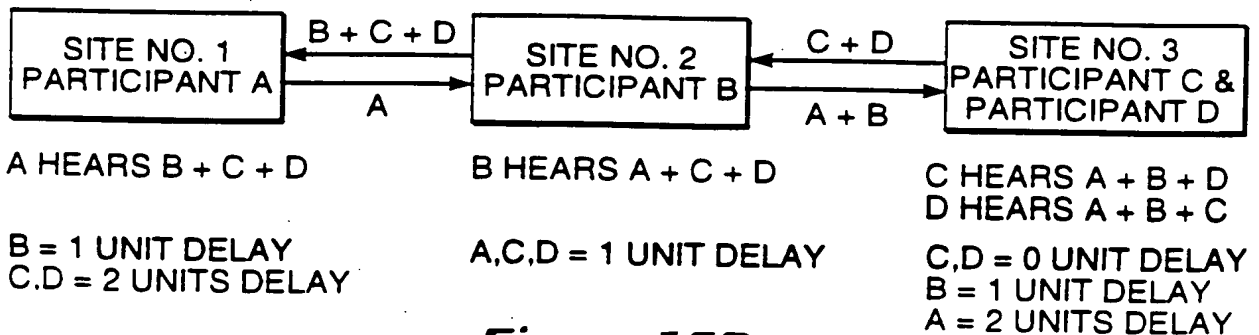 SITE NO. 1
PARTICIPANT A
B + C + D
A
SITE NO. 2
PARTICIPANT B
C + D
A + B
SITE NO. 3
PARTICIPANT C &
PARTICIPANT D
A HEARS B + C + D
B = 1 UNIT DELAY
C,D = 2 UNITS DELAY
B HEARS A + C + D
A,C,D = 1 UNIT DELAY
C HEARS A + B + D
D HEARS A + B + C
C,D = 0 UNIT DELAY
B = 1 UNIT DELAY
A = 2 UNITS DELAY